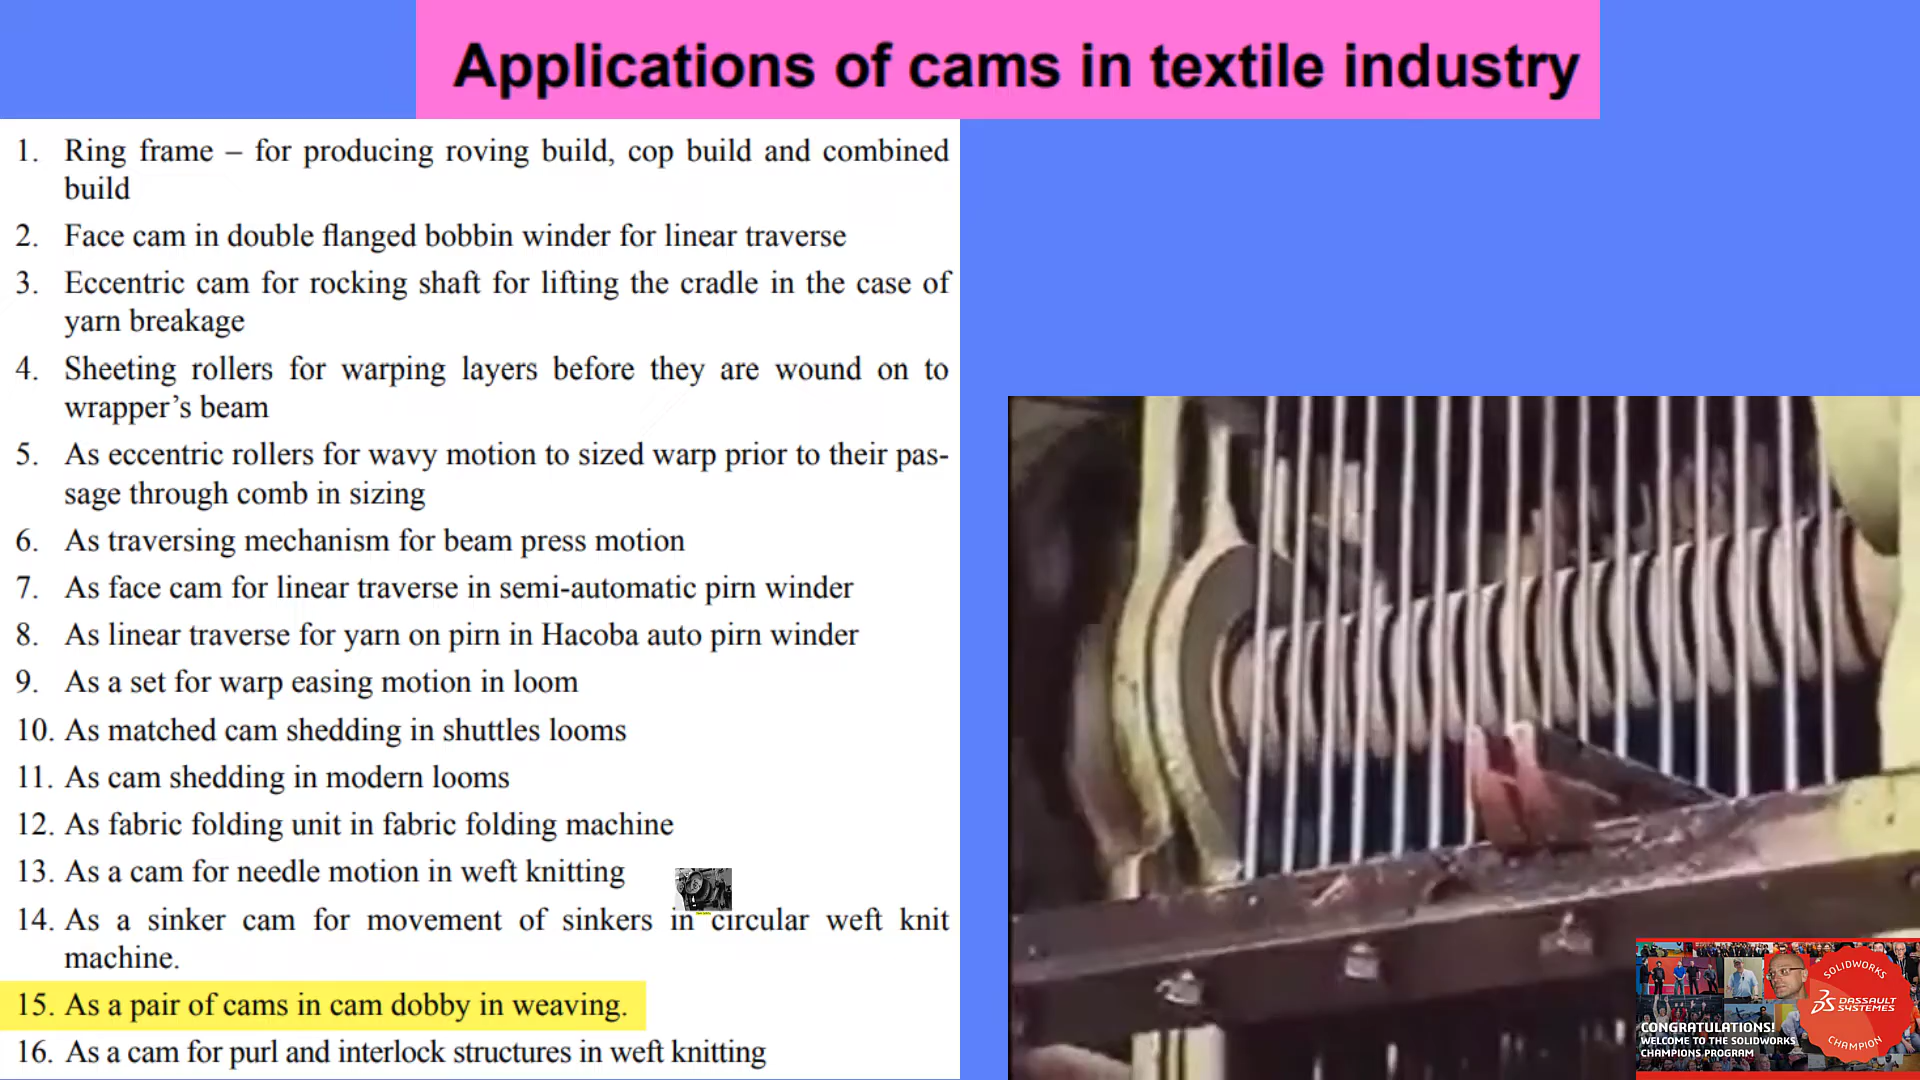 Applications of cams in textile industry
1. Ring frame – for producing roving build, cop build and combined
build
2. Face cam in double flanged bobbin winder for linear traverse
3. Eccentric cam for rocking shaft for lifting the cradle in the case of
yarn breakage
4. Sheeting rollers for warping layers before they are wound on to
wrapper’s beam
5. As eccentric rollers for wavy motion to sized warp prior to their pas-
sage through comb in sizing
6. As traversing mechanism for beam press motion
7. As face cam for linear traverse in semi-automatic pirn winder
8. As linear traverse for yarn on pirn in Hacoba auto pirn winder
9. As a set for warp easing motion in loom
10. As matched cam shedding in shuttles looms
11. As cam shedding in modern looms
12. As fabric folding unit in fabric folding machine
13. As a cam for needle motion in weft knitting
14. As a sinker cam for movement of sinkers in circular weft knit
machine.
15. As a pair of cams in cam dobby in weaving.
16. As a cam for purl and interlock structures in weft knitting
SOLIDWORKS
DASSAULT
SYSTEMES
CHAMPION
CONGRATULATIONS!
WELCOME TO THE SOLIDWORKS
CHAMPIONS PROGRAM